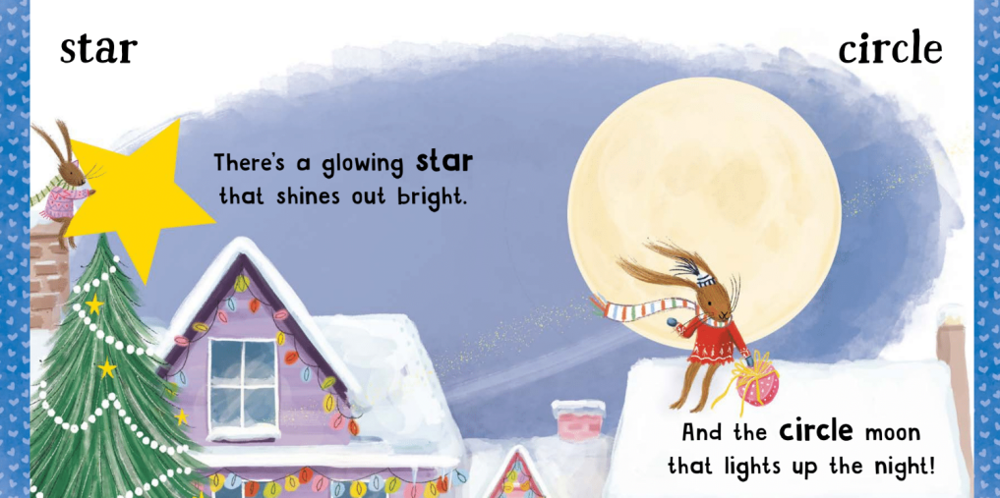 star
There's a glowing star
that shines out bright.
circle
And the circle moon
that lights up the night!